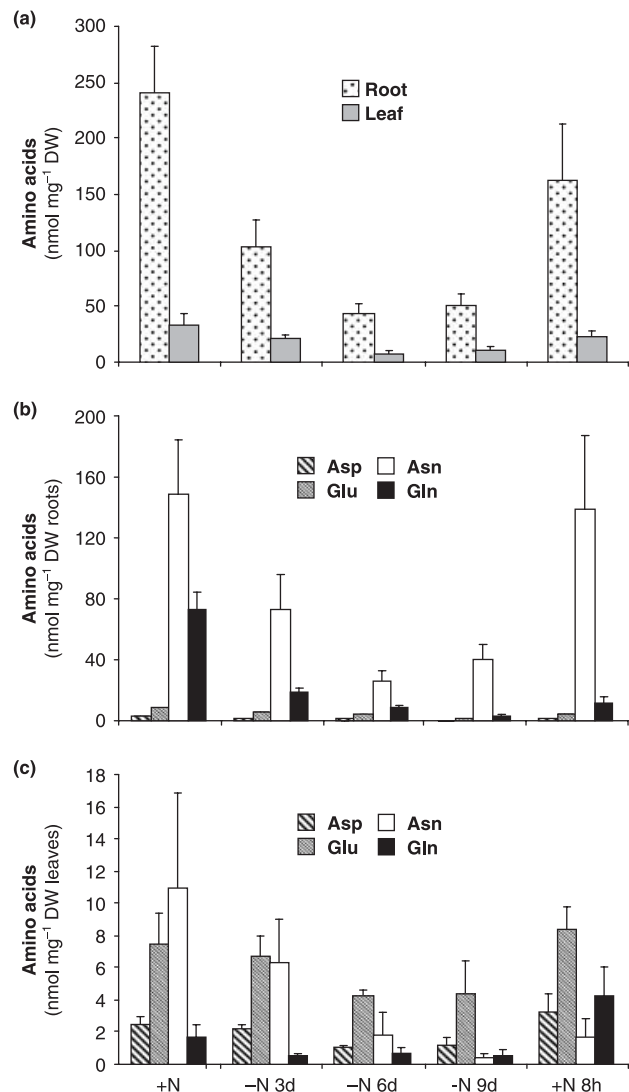 (a)
300
250
200
150
100
50
0
Amino acids
(nmol mg⁻¹ DW)
Root
Leaf
(b)
200
160
120
80
40
0
Amino acids
(nmol mg⁻¹ DW roots)
Asp Asn
Glu Gln
(c)
18
16
14
12
10
8
6
4
2
0
Amino acids
(nmol mg⁻¹ DW leaves)
Asp Asn
Glu Gln
+N –N 3d –N 6d -N 9d +N 8h